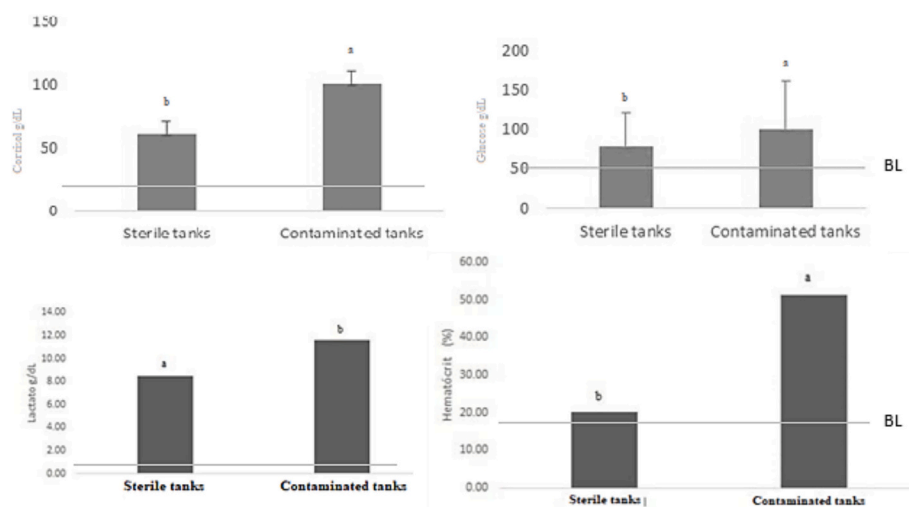 150
100
50
0
Cortisol g/dL
b
a
Sterile tanks
Contaminated tanks
200
150
100
50
0
Glucose g/dL
b
a
BL
Sterile tanks
Contaminated tanks
14.00
12.00
10.00
8.00
6.00
4.00
2.00
0.00
Lactato g/dL
a
b
Sterile tanks
Contaminated tanks
60.00
50.00
40.00
30.00
20.00
10.00
0.00
Hematócrit (%)
b
a
BL
Sterile tanks
Contaminated tanks